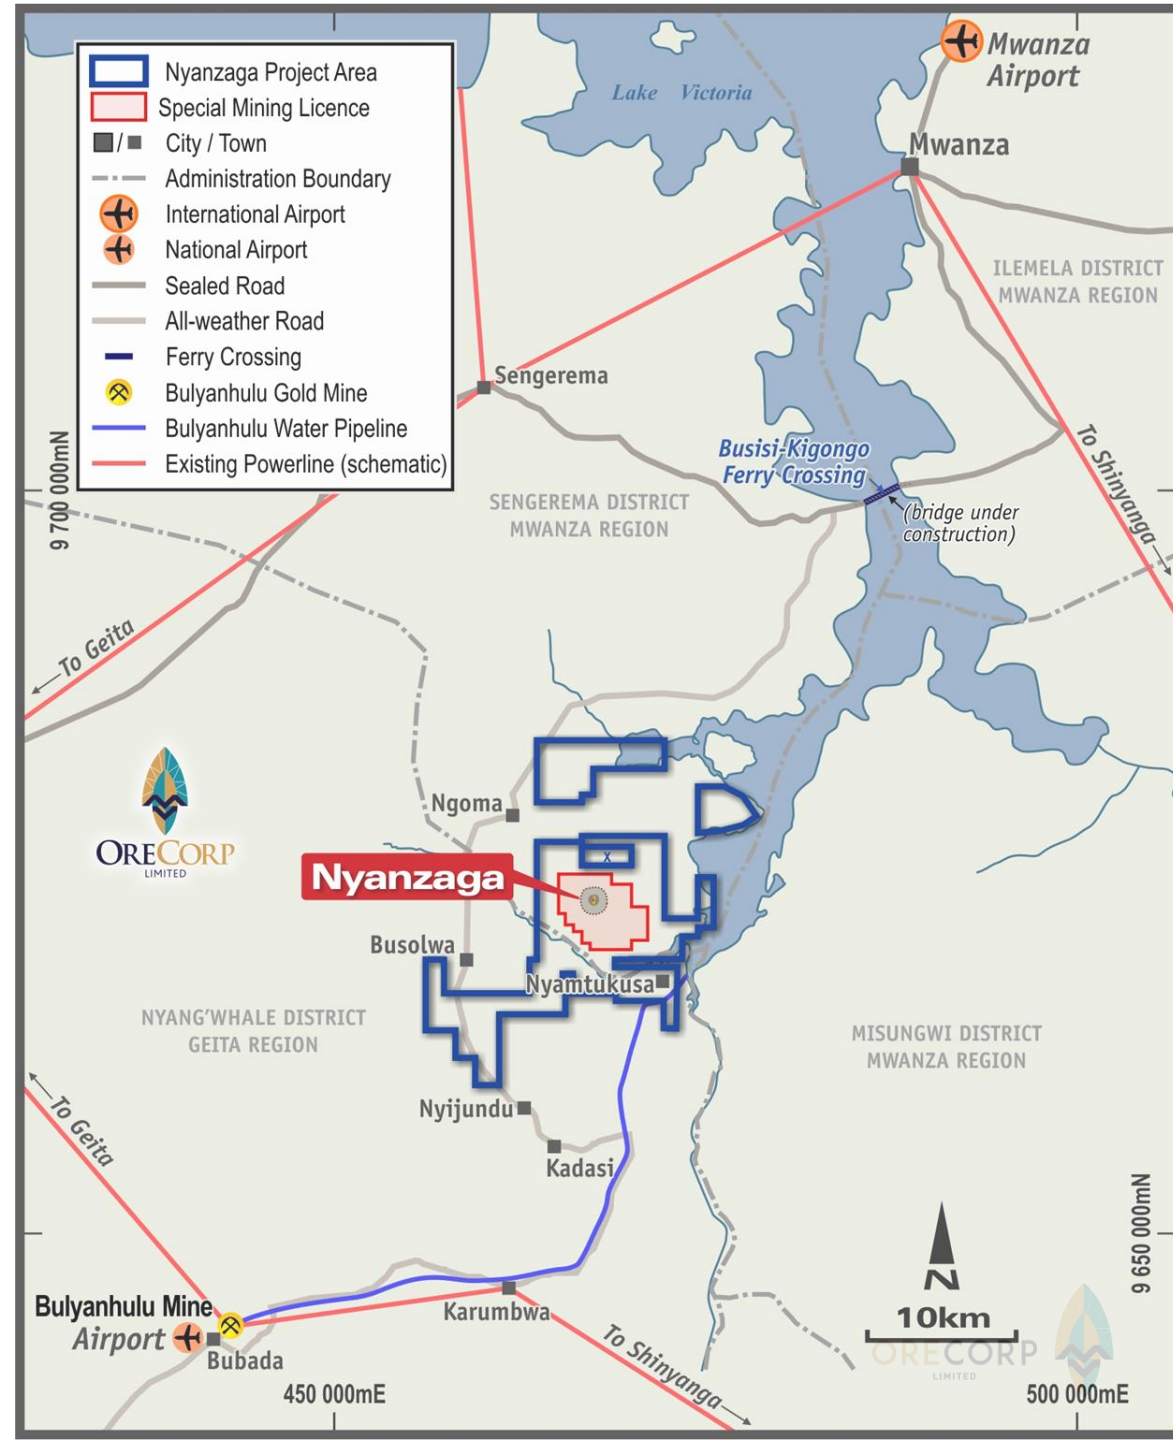 Nyanzaga Project Area
Special Mining Licence
/
City / Town
Administration Boundary
International Airport
National Airport
Sealed Road
All-weather Road
Ferry Crossing
Bulyanhulu Gold Mine
Bulyanhulu Water Pipeline
Existing Powerline (schematic)
Lake Victoria
Mwanza
Airport
Mwanza
ILEMELA DISTRICT
MWANZA REGION
Sengerema
To Shinyanga
Busisi-Kigongo
Ferry Crossing
(bridge under
construction)
SENGEREMA DISTRICT
MWANZA REGION
9 700 000mN
To Geita
ORECORP
LIMITED
Ngoma
X
Nyanzaga
Busolwa
Nyamtukusa
NYANG'WHALE DISTRICT
GEITA REGION
MISUNGWI DISTRICT
MWANZA REGION
To Geita
Nyijundu
Kadasi
9 650 000mN
N
10km
Bulyanhulu Mine
Airport
Bubada
Karumbwa
To Shinyanga
ORECORP
LIMITED
450 000mE
500 000mE